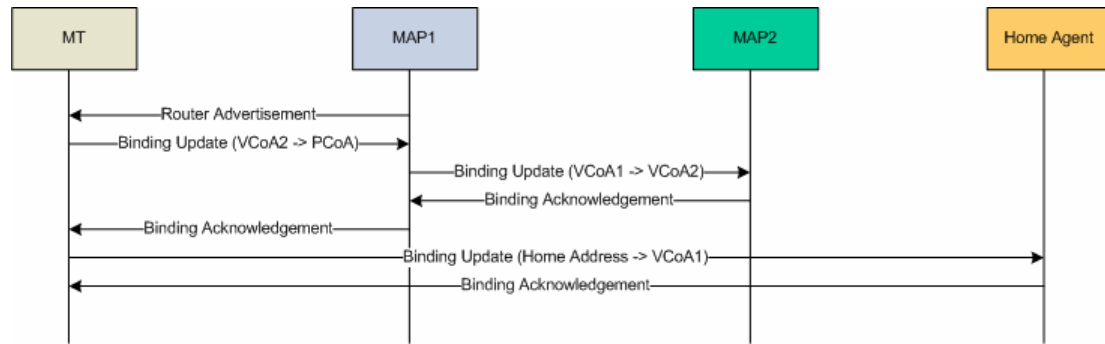 MT
MAP1
MAP2
Home Agent
Router Advertisement
Binding Update (VCoA2 -> PCoA)
Binding Update (VCoA1 -> VCoA2)
Binding Acknowledgement
Binding Acknowledgement
Binding Update (Home Address -> VCoA1)
Binding Acknowledgement